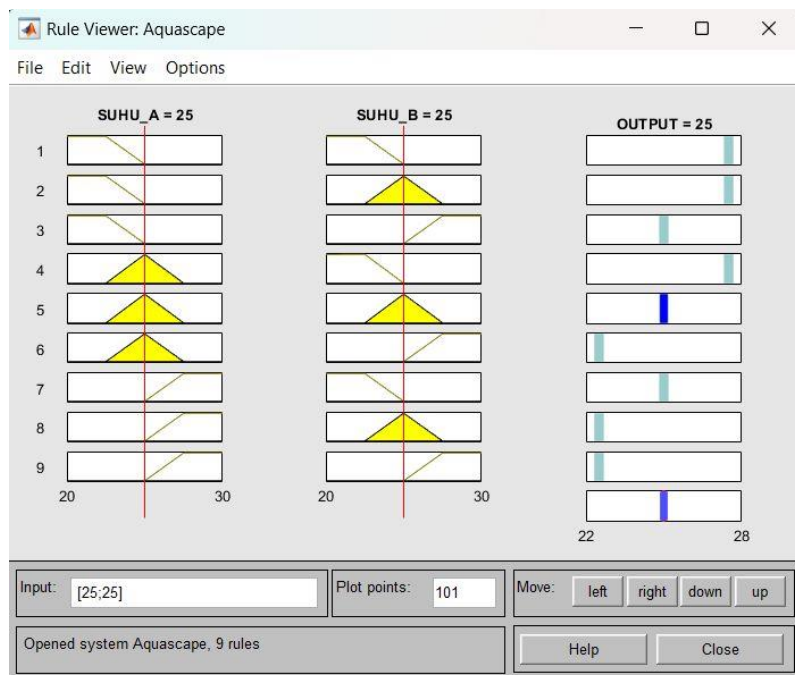 Rule Viewer: Aquascape
File Edit View Options
SUHU_A = 25 SUHU_B = 25 OUTPUT = 25
1
2
3
4
5
6
7
8
9
20 30 20 30
22 28
Input: [25;25] Plot points: 101 Move: left right down up
Opened system Aquascape, 9 rules Help Close